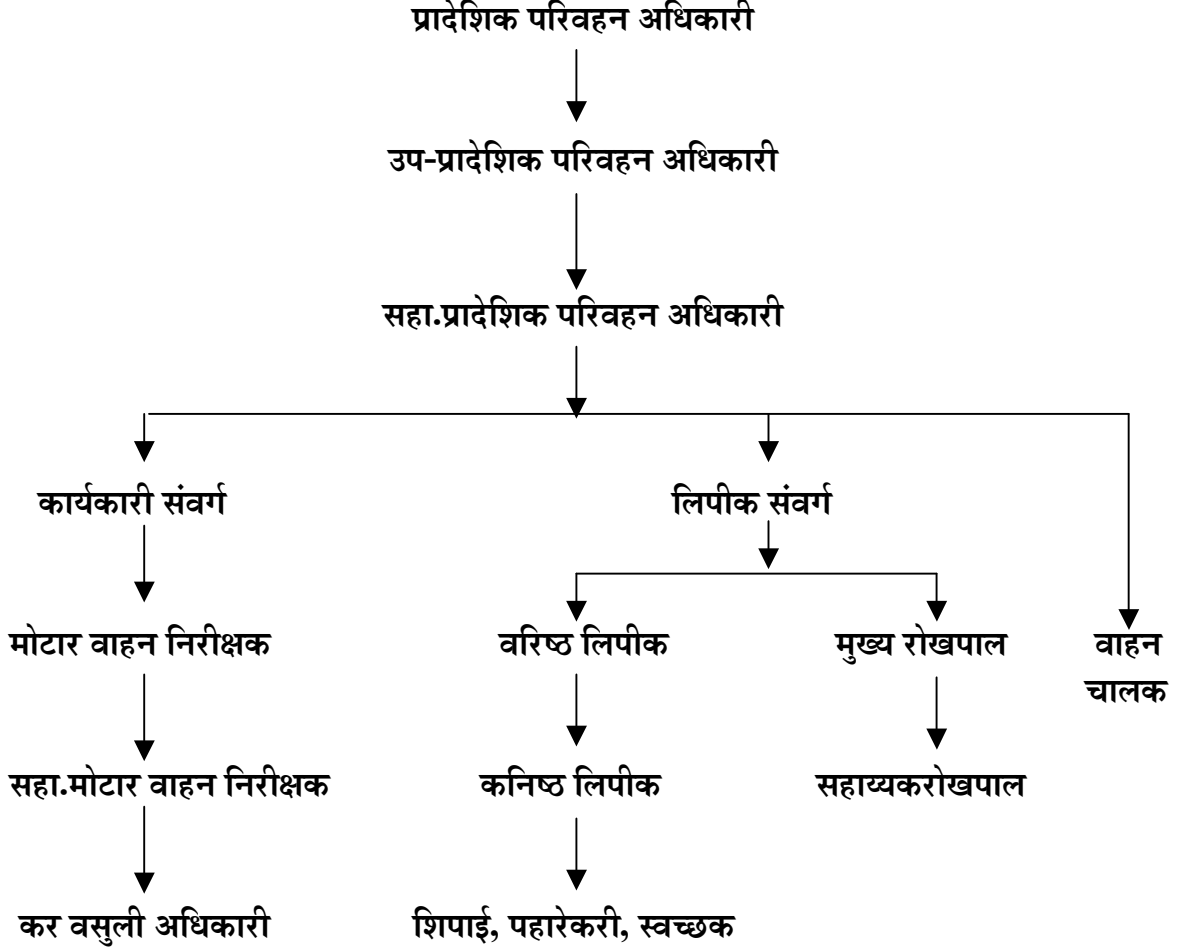 प्रादेशिक परिवहन अधिकारी
उप-प्रादेशिक परिवहन अधिकारी
सहा.प्रादेशिक परिवहन अधिकारी
कार्यकारी संवर्ग
लिपीक संवर्ग
मोटार वाहन निरीक्षक
वरिष्ठ लिपीक
मुख्य रोखपाल
वाहन
चालक
सहा.मोटार वाहन निरीक्षक
कनिष्ठ लिपीक
सहाय्यकरोखपाल
कर वसुली अधिकारी
शिपाई, पहारेकरी, स्वच्छक